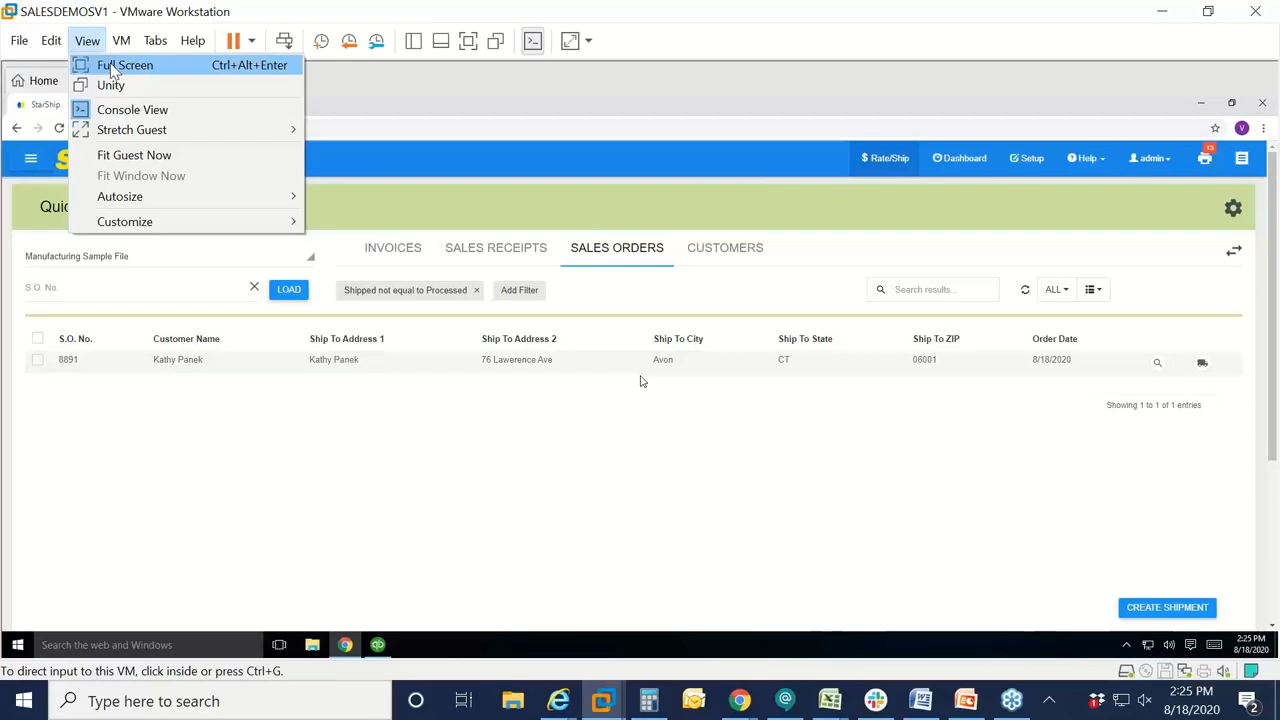 SALESDEMOSV1 - VMware Workstation
File Edit View VM Tabs Help
Full Screen Ctrl+Alt+Enter
Unity
Console View
Stretch Guest
Fit Guest Now
Fit Window Now
Autosize
Customize
Home
StarShip
V
S
$ Rate/Ship Dashboard Setup Help admin 13
Quic
Manufacturing Sample File
INVOICES SALES RECEIPTS SALES ORDERS CUSTOMERS
S.O. No. LOAD
Shipped not equal to Processed × Add Filter
Search results... ALL
S.O. No. Customer Name Ship To Address 1 Ship To Address 2 Ship To City Ship To State Ship To ZIP Order Date
8891 Kathy Panek Kathy Panek 76 Lawerence Ave Avon CT 06001 8/18/2020
Showing 1 to 1 of 1 entries
CREATE SHIPMENT
Search the web and Windows
qb
2:25 PM
8/18/2020
To direct input to this VM, click inside or press Ctrl+G.
Type here to search
2:25 PM
8/18/2020
2